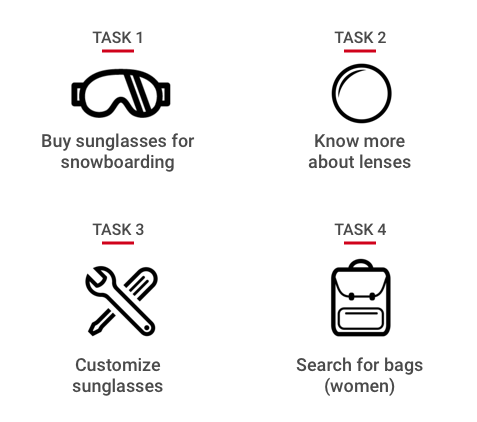 TASK 1
Buy sunglasses for
snowboarding
TASK 2
Know more
about lenses
TASK 3
Customize
sunglasses
TASK 4
Search for bags
(women)